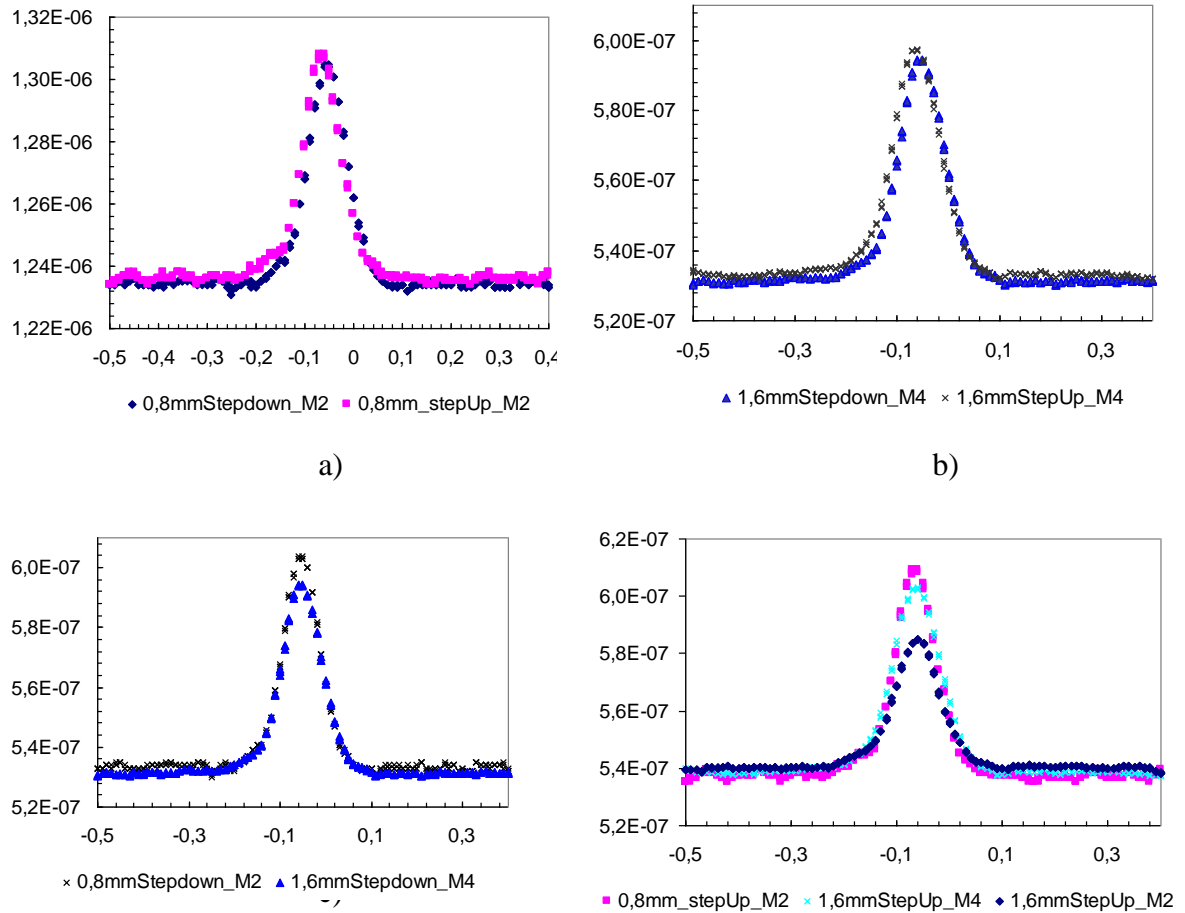 1,32E-06
1,30E-06
1,28E-06
1,26E-06
1,24E-06
1,22E-06
-0,5 -0,4 -0,3 -0,2 -0,1 0 0,1 0,2 0,3 0,4
0,8mmStepdown_M2 0,8mm_stepUp_M2
a)
6,00E-07
5,80E-07
5,60E-07
5,40E-07
5,20E-07
-0,5 -0,3 -0,1 0,1 0,3
1,6mmStepdown_M4 1,6mmStepUp_M4
b)
6,0E-07
5,8E-07
5,6E-07
5,4E-07
5,2E-07
-0,5 -0,3 -0,1 0,1 0,3
0,8mmStepdown_M2 1,6mmStepdown_M4
6,2E-07
6,0E-07
5,8E-07
5,6E-07
5,4E-07
5,2E-07
-0,5 -0,3 -0,1 0,1 0,3
0,8mm_stepUp_M2 1,6mmStepUp_M4 1,6mmStepUp_M2